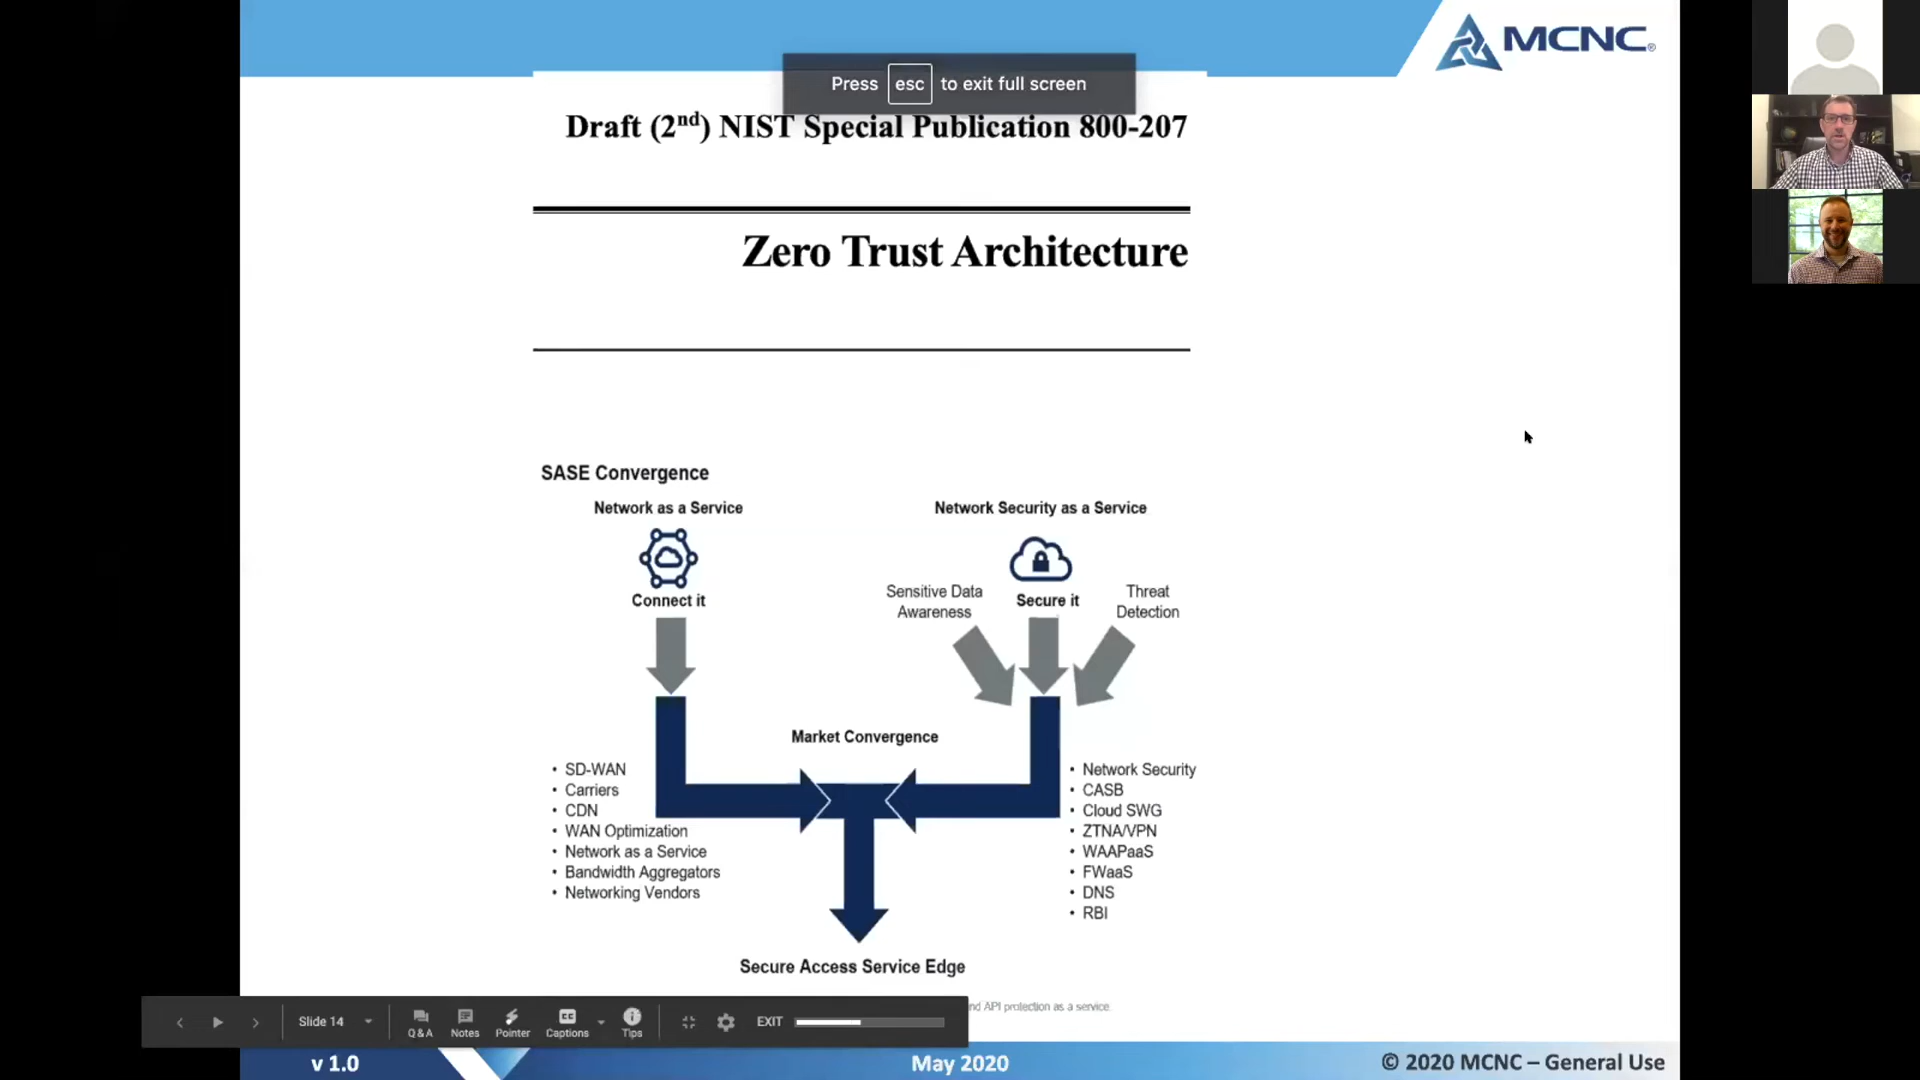 MCNC®
Press esc to exit full screen
Draft (2nd) NIST Special Publication 800-207
Zero Trust Architecture
SASE Convergence
Network as a Service
Connect it
Network Security as a Service
Sensitive Data
Awareness
Secure it
Threat
Detection
Market Convergence
• SD-WAN
• Carriers
• CDN
• WAN Optimization
• Network as a Service
• Bandwidth Aggregators
• Networking Vendors
• Network Security
• CASB
• Cloud SWG
• ZTNA/VPN
• WAAPaaS
• FWaaS
• DNS
• RBI
Secure Access Service Edge
API protection as a service.
Slide 14
Q & A
Notes
Pointer
Captions
Tips
EXIT
v 1.0
May 2020
© 2020 MCNC – General Use